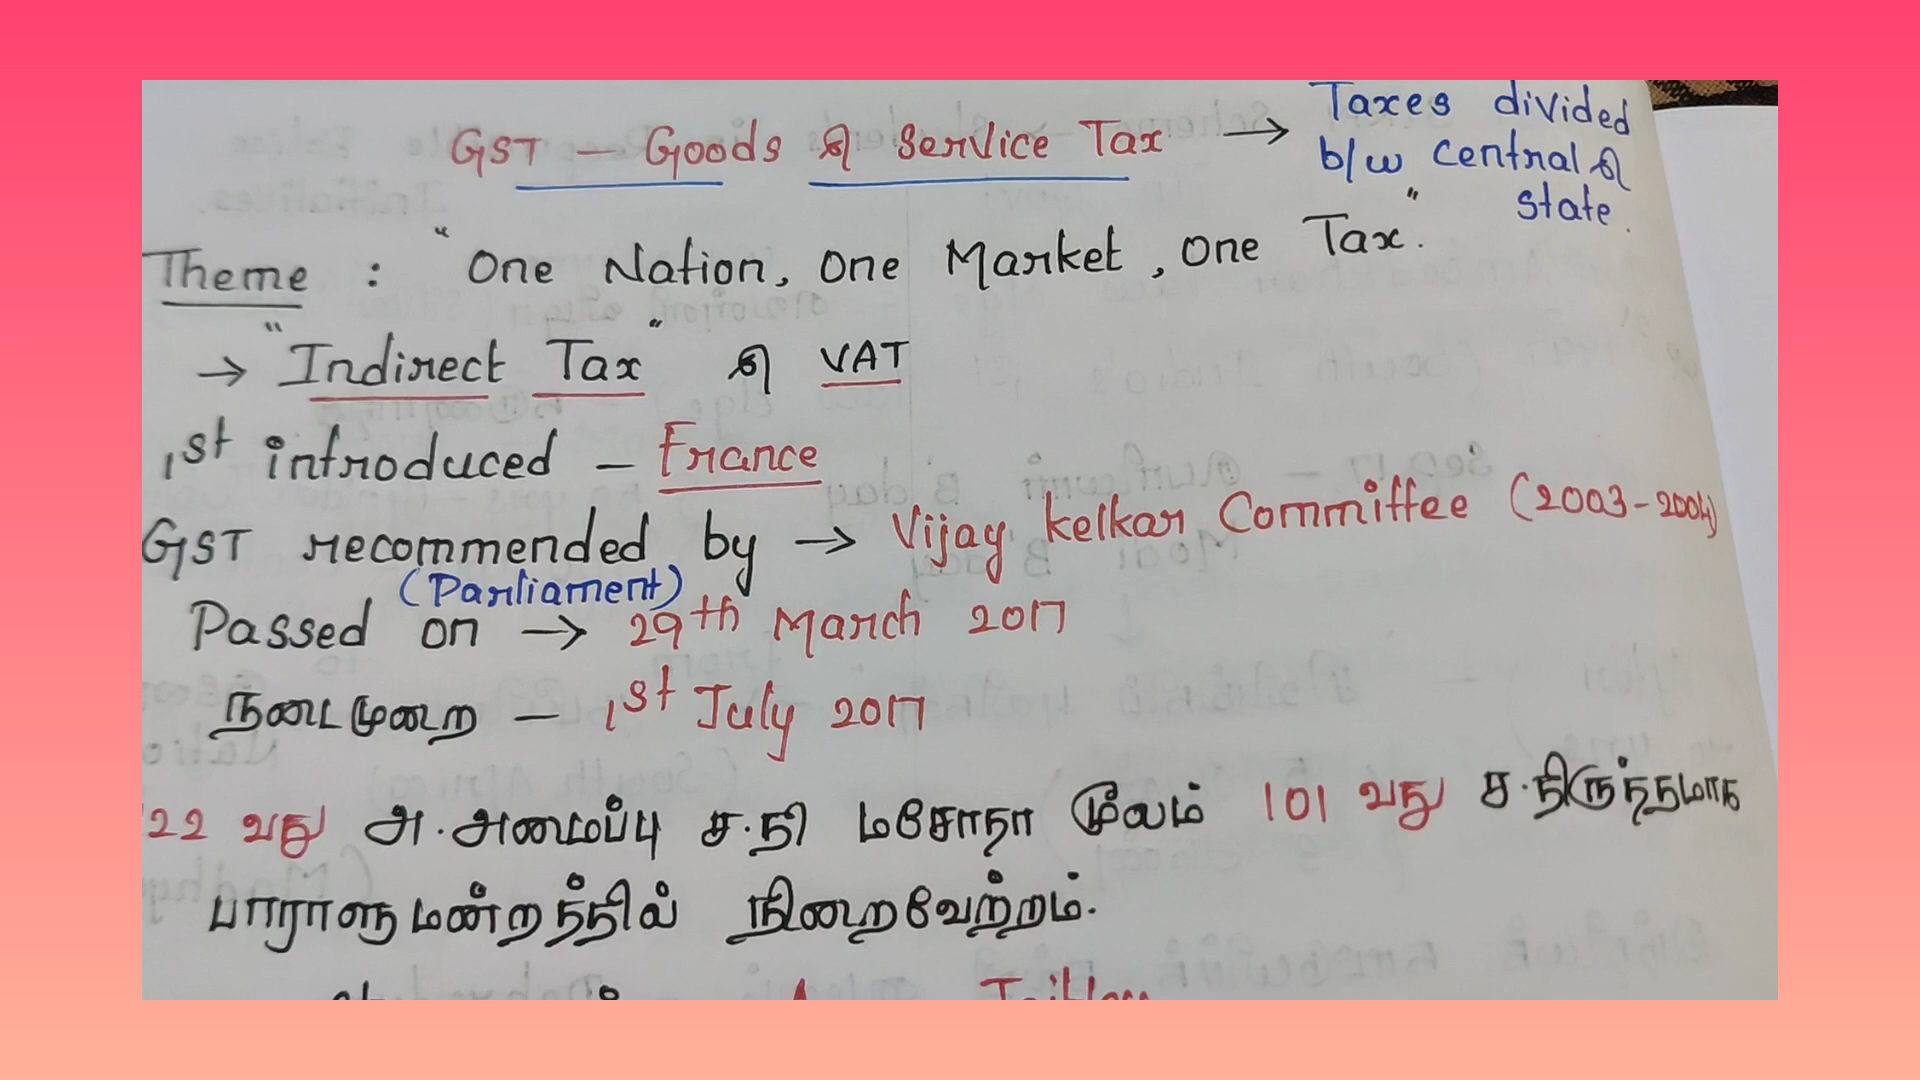 GST – Goods & Service Tax → Taxes divided
b/w central &
state.
Theme : "One Nation, One Market, One Tax".
→ "Indirect Tax" & VAT
1st introduced – France
GST recommended by → Vijay kelkar Committee (2003-2004)
(Parliament)
Passed on → 29th March 2017
நடைமுறை – 1st July 2017
122 வது அ.அமைப்பு ச.தி மசோதா மூலம் 101 வது ச.திருத்தமாக
பாராளுமன்றத்தில் நிறைவேற்றம்.